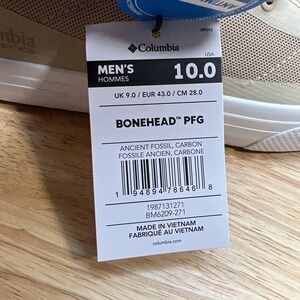 Columbia
MEN'S
HOMMES
USA
10.0
UK 9.0 / EUR 43.0 / CM 28.0
BONEHEAD™ PFG
ANCIENT FOSSIL, CARBON
FOSSILE ANCIEN, CARBONE
1 94894 78646 8
1987131271
BM6209-271
MADE IN VIETNAM
FABRIQUÉ AU VIETNAM
columbia.com